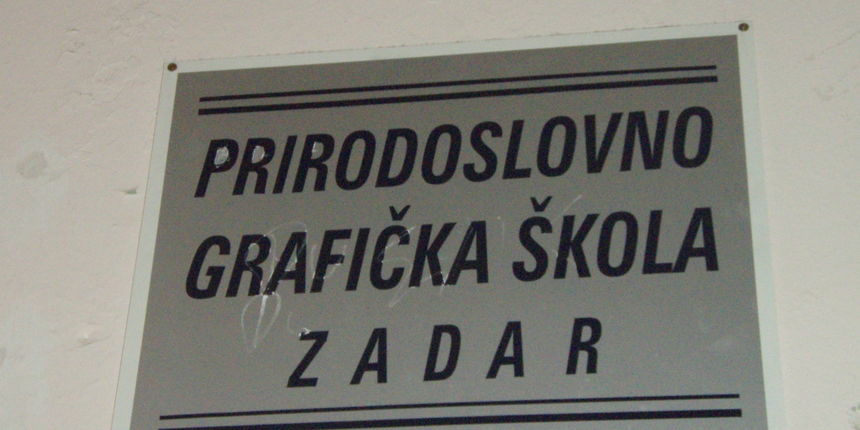 PRIRODOSLOVNO
GRAFIČKA ŠKOLA
ZADAR